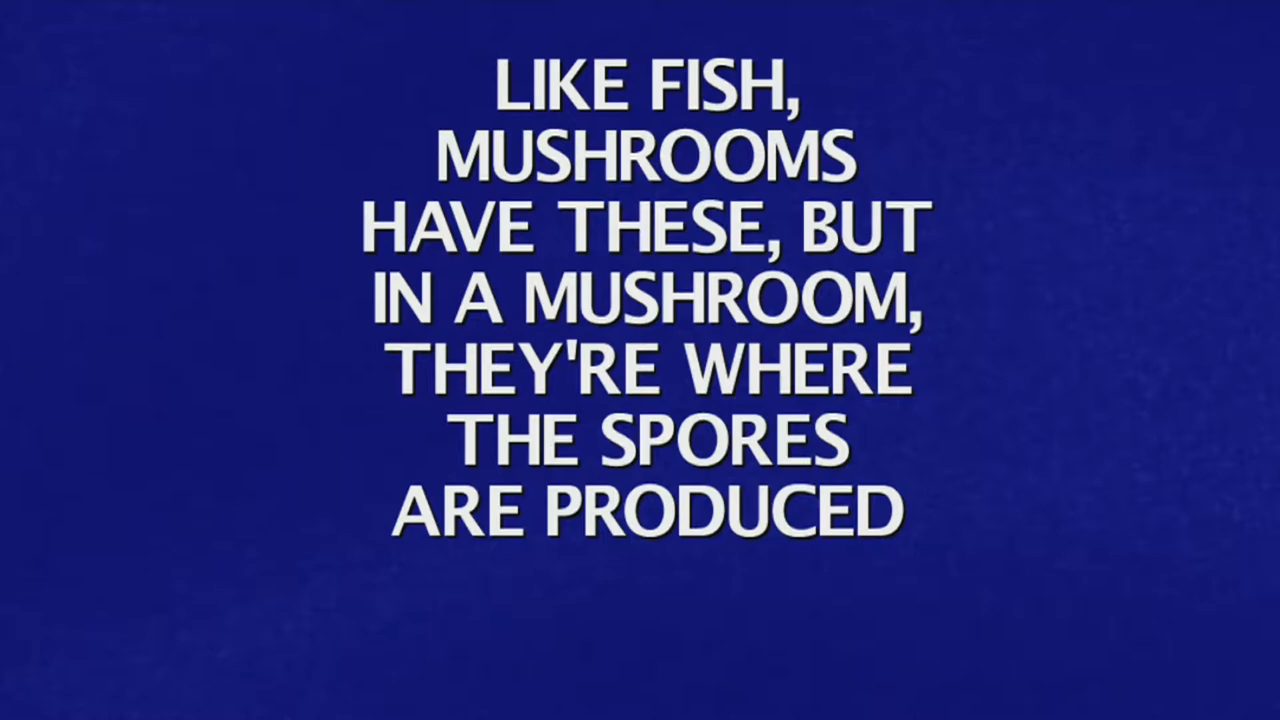 LIKE FISH,
MUSHROOMS
HAVE THESE, BUT
IN A MUSHROOM,
THEY'RE WHERE
THE SPORES
ARE PRODUCED